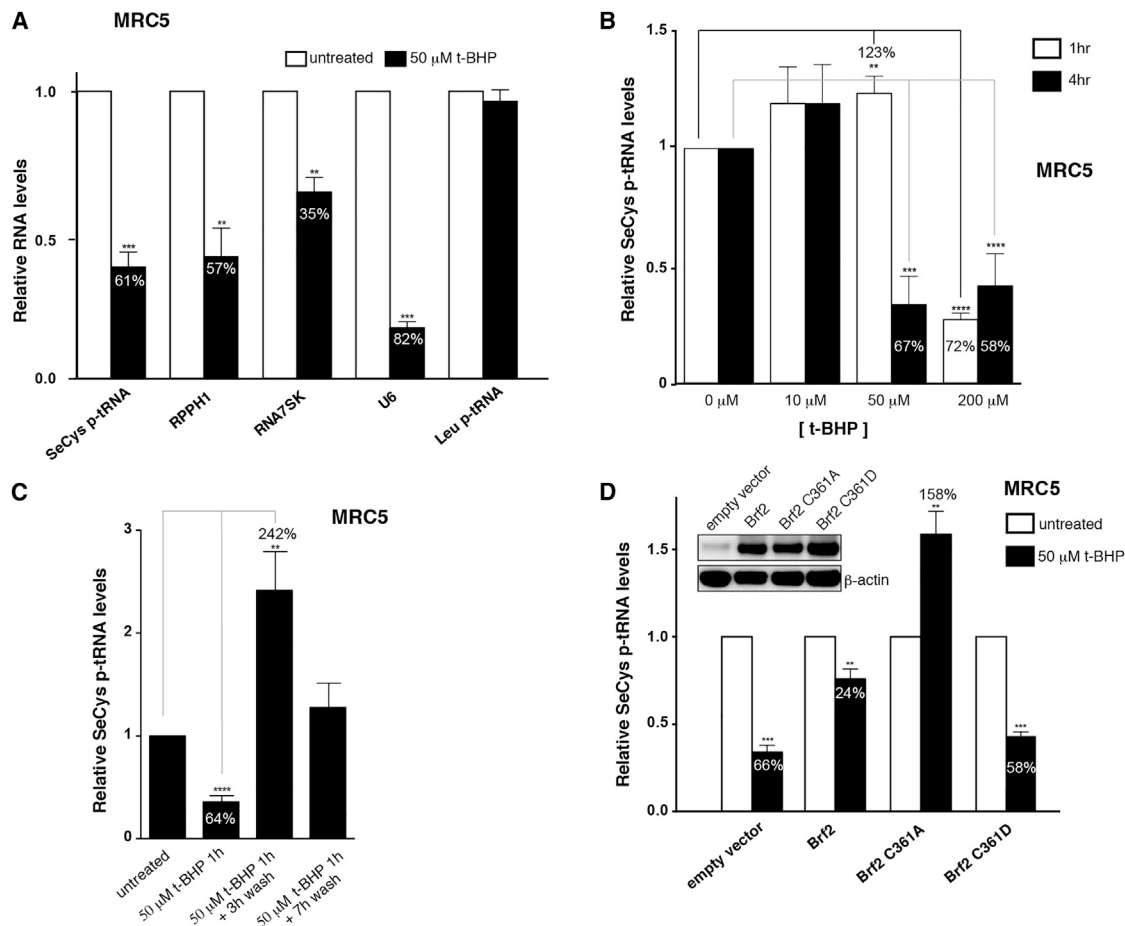 A
MRC5
untreated
50 μM t-BHP
Relative RNA levels
1.0
0.5
0.0
***
61%
**
57%
**
35%
***
82%
SeCys p-tRNA
RPPH1
RNA7SK
U6
Leu p-tRNA
B
1hr
4hr
MRC5
Relative SeCys p-tRNA levels
1.5
1
0.5
0
123%
**
***
67%
****
72%
****
58%
0 μM
10 μM
50 μM
200 μM
[ t-BHP ]
C
MRC5
Relative SeCys p-tRNA levels
3
2
1
0
****
64%
242%
**
untreated
50 μM t-BHP 1h
50 μM t-BHP 1h
+ 3h wash
50 μM t-BHP 1h
+ 7h wash
D
empty vector
Brf2
Brf2 C361A
Brf2 C361D
β-actin
MRC5
untreated
50 μM t-BHP
Relative SeCys p-tRNA levels
1.5
1.0
0.5
0.0
***
66%
**
24%
158%
**
***
58%
empty vector
Brf2
Brf2 C361A
Brf2 C361D